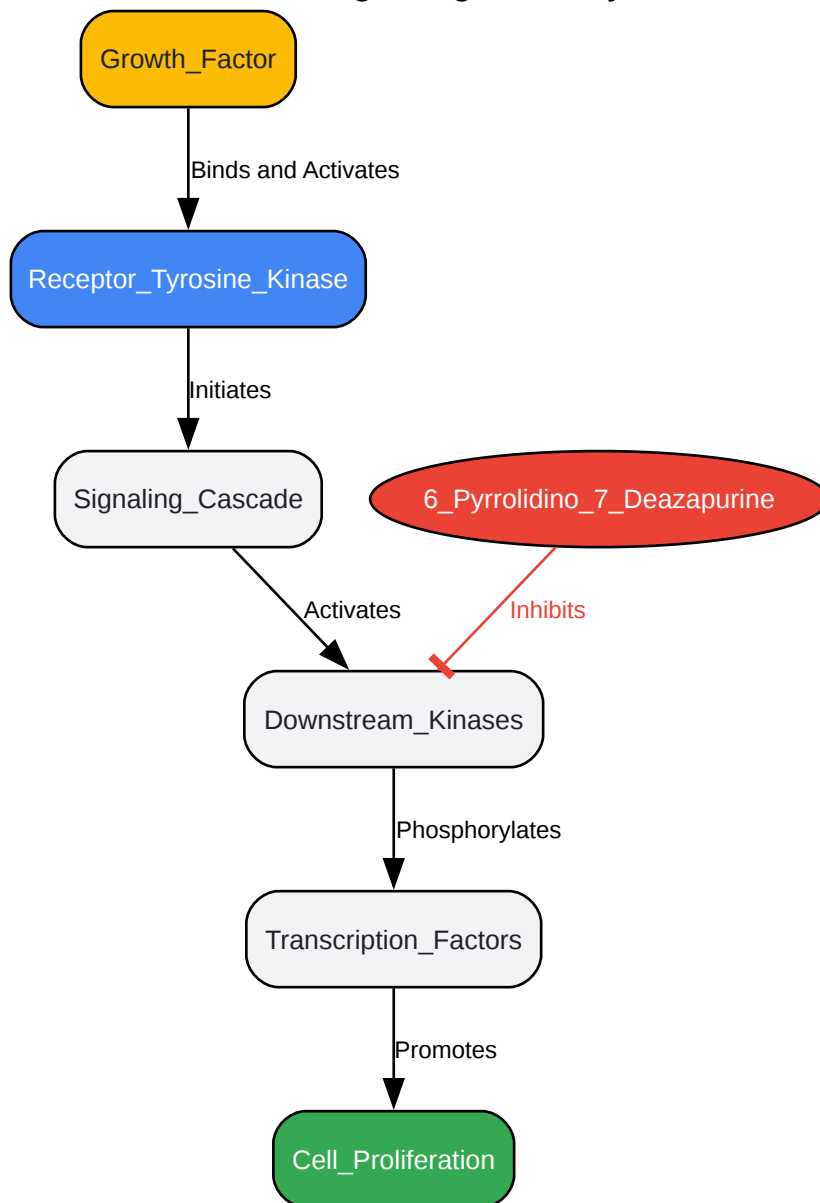 Growth_Factor
Binds and Activates
Receptor_Tyrosine_Kinase
Initiates
Signaling_Cascade
6_Pyrrolidino_7_Deazapurine
Activates
Inhibits
Downstream_Kinases
Phosphorylates
Transcription_Factors
Promotes
Cell_Proliferation